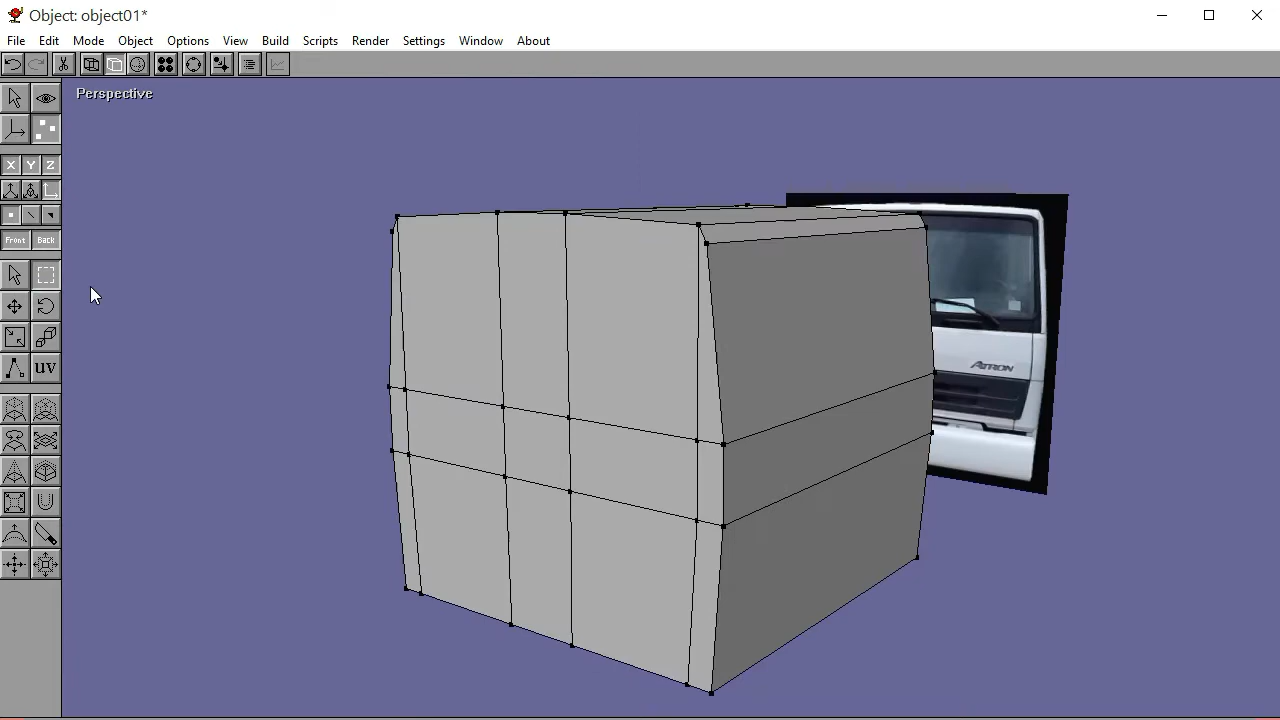 Object: object01*
File Edit Mode Object Options View Build Scripts Render Settings Window About
Perspective
X Y Z
Front Back
uv
ATRON